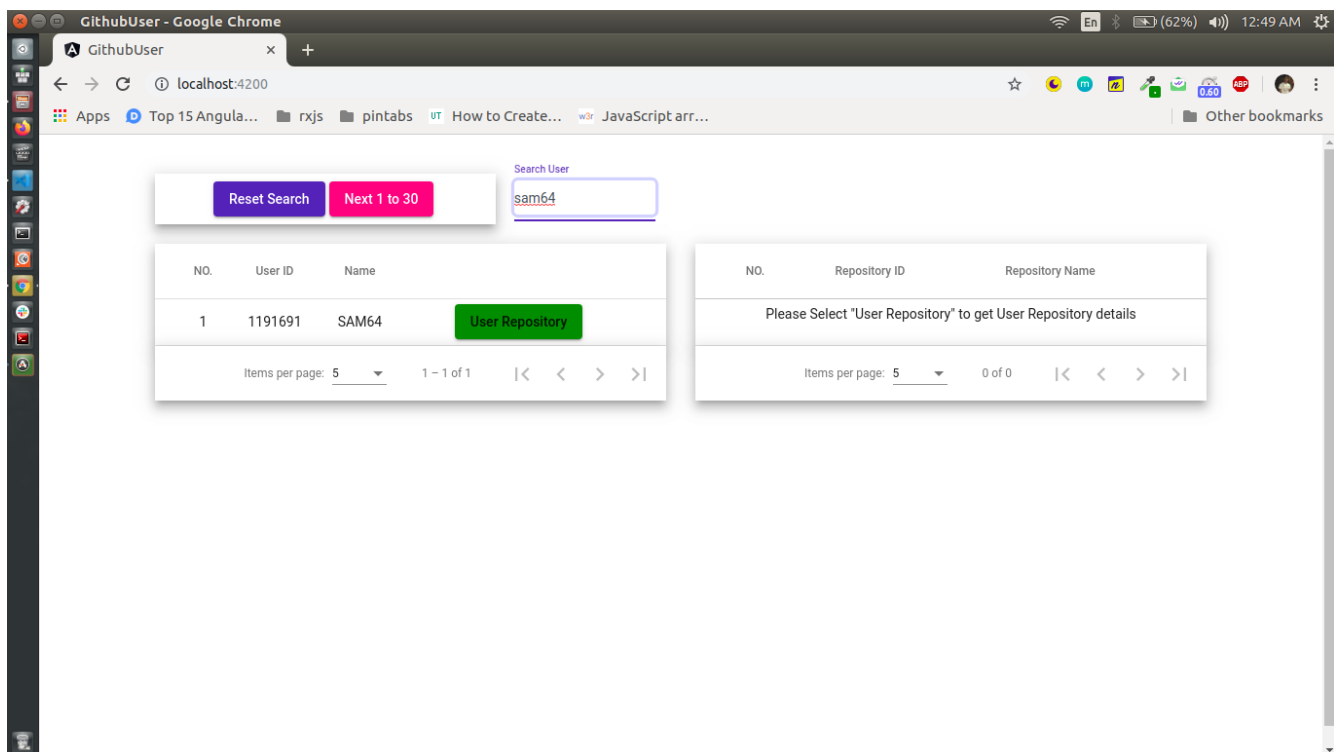 GithubUser - Google Chrome
En (62%) 12:49 AM
GithubUser × +
localhost:4200
m n 0.60 ABP
Apps D Top 15 Angula... rxjs pintabs UT How to Create... w3r JavaScript arr... Other bookmarks
Search User
Reset Search Next 1 to 30 sam64
NO. User ID Name
1 1191691 SAM64 User Repository
Items per page: 5 1 – 1 of 1
NO. Repository ID Repository Name
Please Select "User Repository" to get User Repository details
Items per page: 5 0 of 0